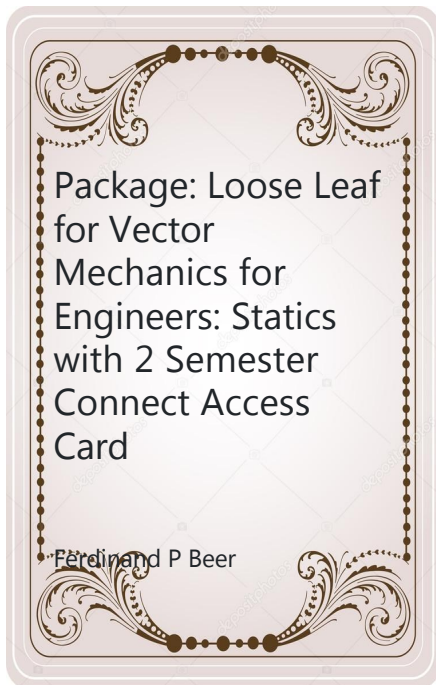 Package: Loose Leaf
for Vector
Mechanics for
Engineers: Statics
with 2 Semester
Connect Access
Card
Ferdinand P Beer